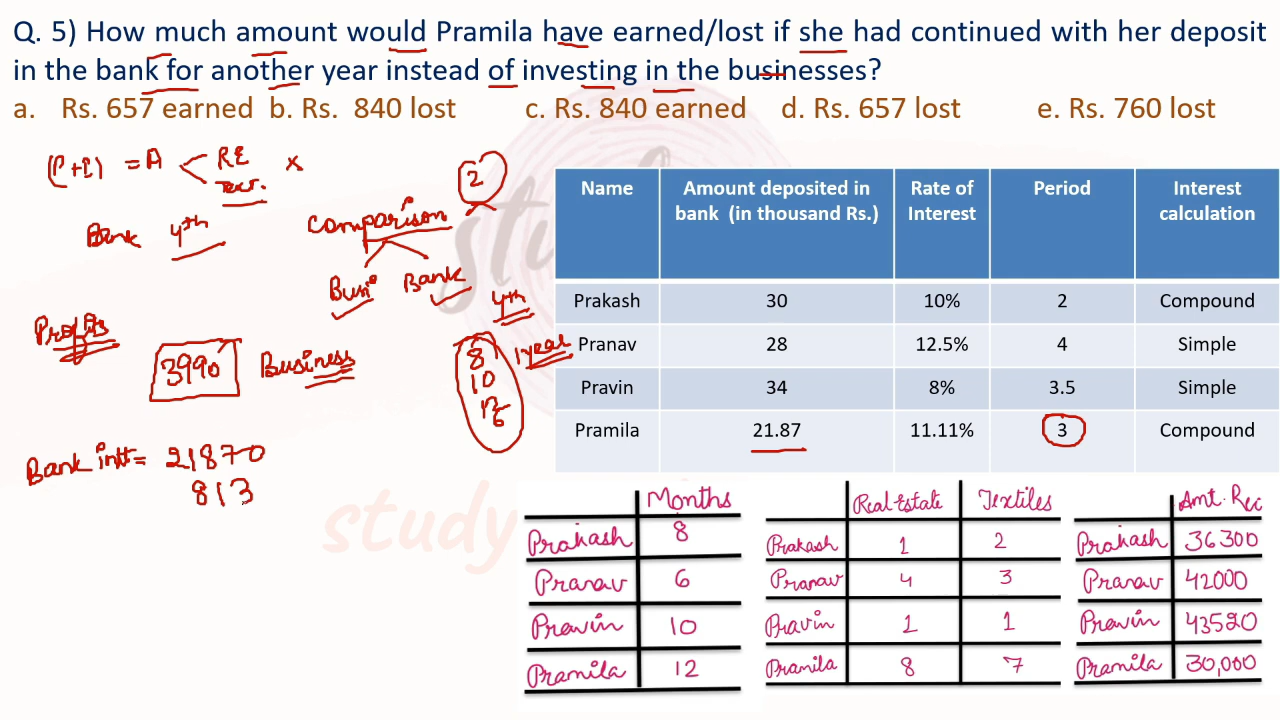 Q. 5) How much amount would Pramila have earned/lost if she had continued with her deposit
in the bank for another year instead of investing in the businesses?
a. Rs. 657 earned b. Rs. 840 lost c. Rs. 840 earned d. Rs. 657 lost e. Rs. 760 lost
(P+I) = A < RE
Tex. x
2
Bank 4th
Comparison
Busi Bank
4th
Profits
3990 Business
8 1 year
10
Bank intt = 21870
813
Name Amount deposited in bank (in thousand Rs.) Rate of Interest Period Interest calculation
Prakash 30 10% 2 Compound
Pranav 28 12.5% 4 Simple
Pravin 34 8% 3.5 Simple
Pramila 21.87 11.11% 3 Compound
study
Months
Prakash 8
Pranav 6
Pravin 10
Pramila 12
Real Estate Textiles
Prakash 1 2
Pranav 4 3
Pravin 1 1
Pramila 8 7
Amt. Rec
Prakash 36300
Pranav 42000
Pravin 43520
Pramila 30,000